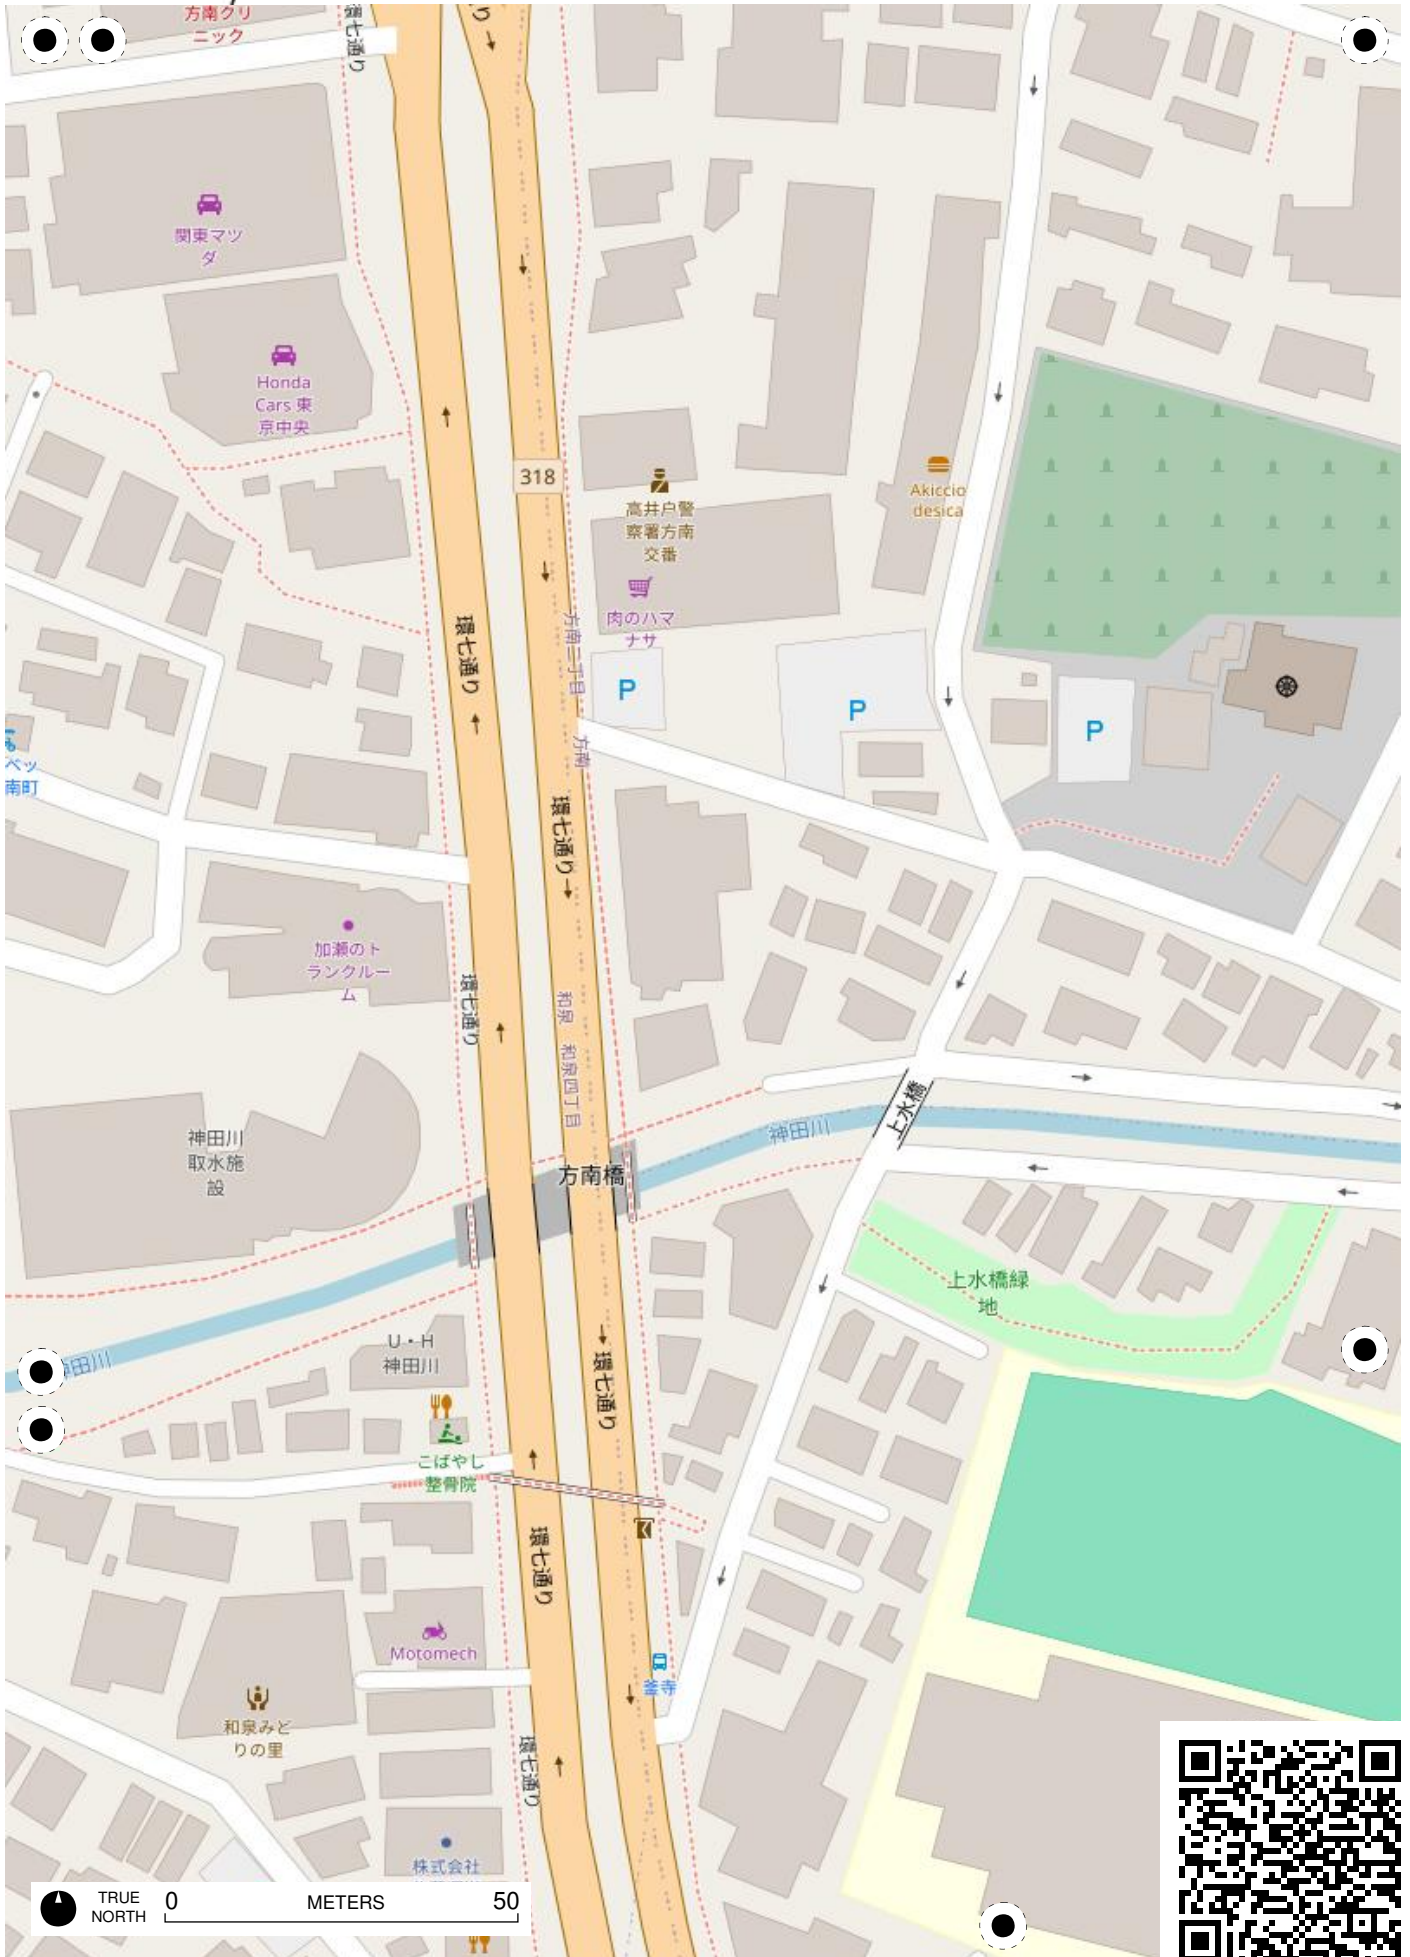 方南クリ
ニック
環七通り
関東マツ
ダ
Honda
Cars 東
京中央
318
高井戸警
察署方南
交番
Akiccio
desica
肉のハマ
ナサ
方南二丁目
方南
環七通り
P
P
P
ベッ
南町
環七通り
加瀬のト
ランクルー
ム
環七通り
和泉
和泉四丁目
上水橋
神田川
神田川
取水施
設
方南橋
上水橋緑
地
U・H
神田川
神田川
環七通り
こばやし
整骨院
環七通り
Motomech
釜寺
和泉みど
りの里
環七通り
株式会社
TRUE
NORTH
0 METERS 50